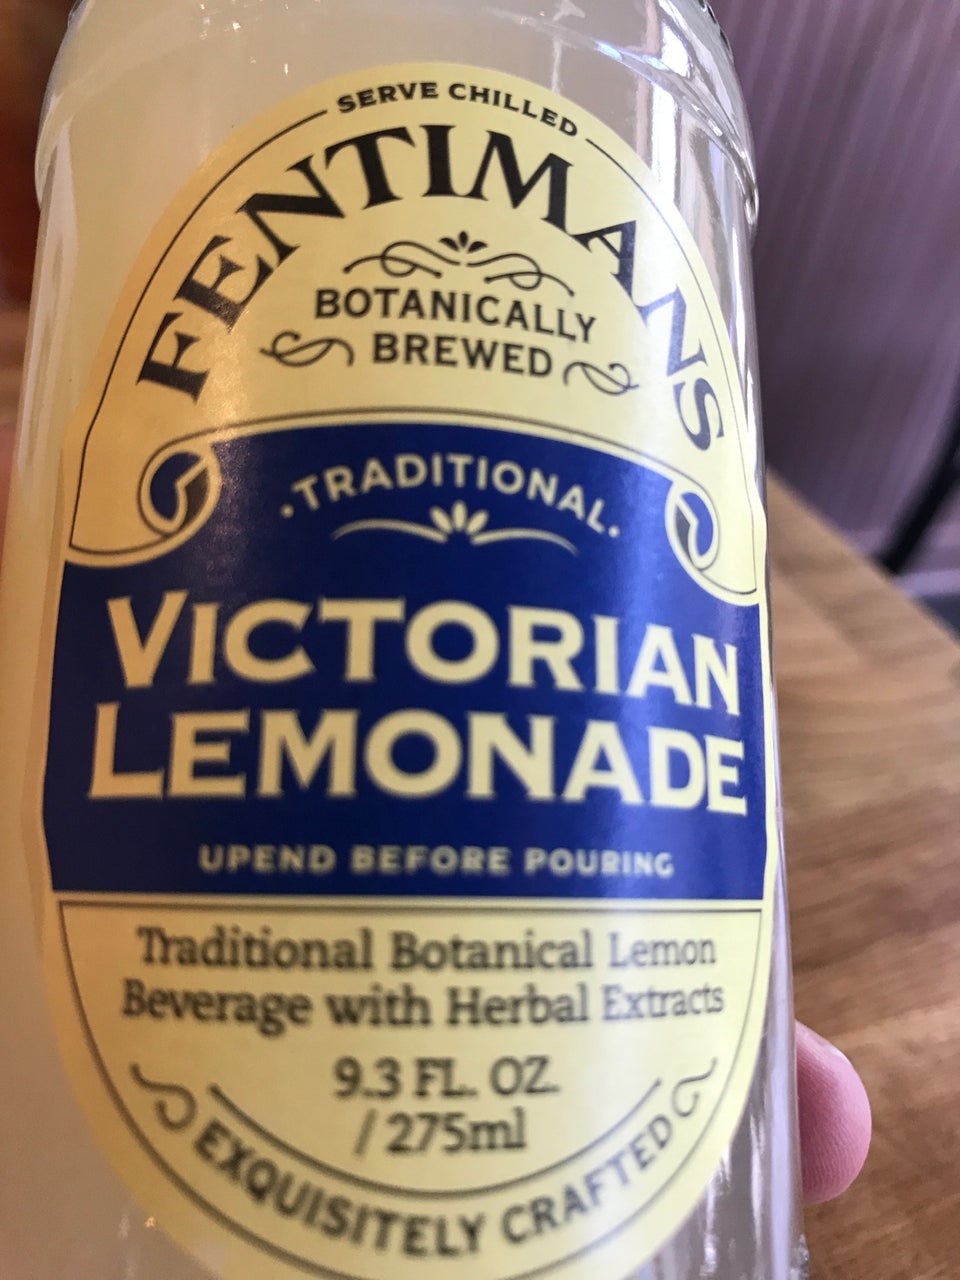 SERVE CHILLED
FENTIMANS
BOTANICALLY
BREWED
·TRADITIONAL·
VICTORIAN
LEMONADE
UPEND BEFORE POURING
Traditional Botanical Lemon
Beverage with Herbal Extracts
9.3 FL. OZ.
/ 275ml
EXQUISITELY CRAFTED